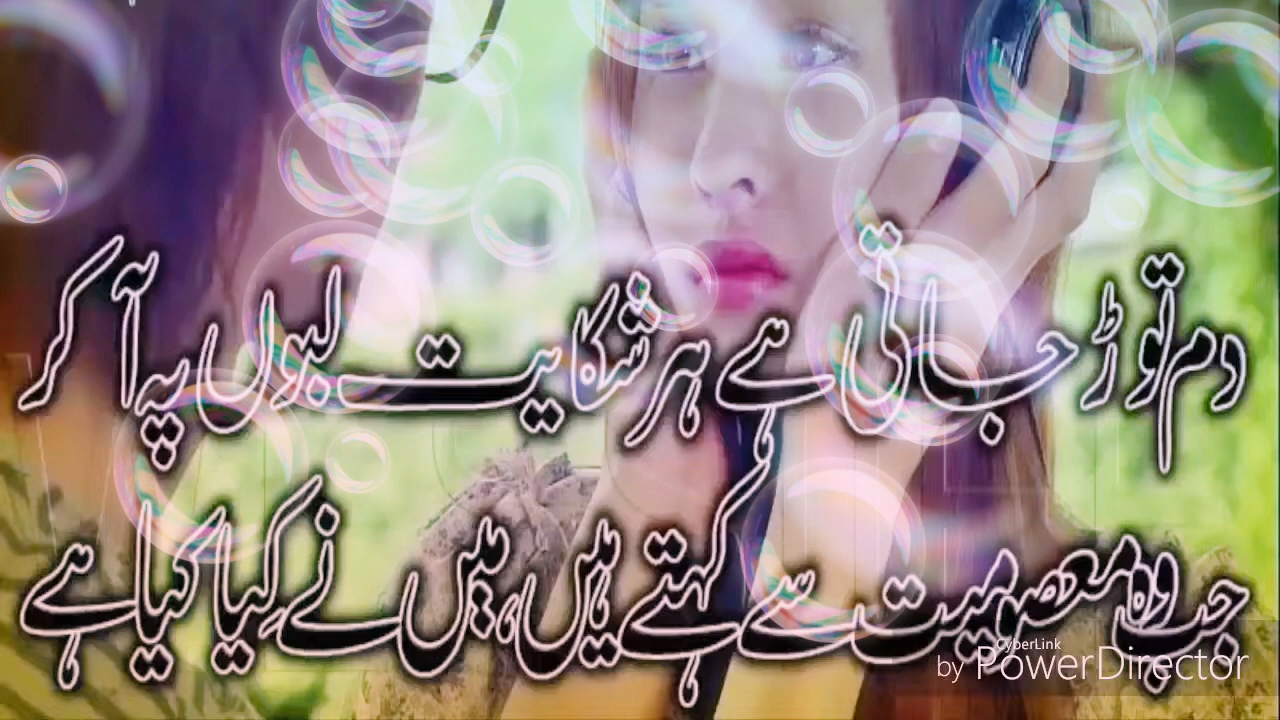 دم توڑ جاتی ہے ہر شکایت لبوں پہ آ کر
جب وہ معصومیت سے کہتے ہیں، میں نے کِیا کیا ہے
CyberLink
by PowerDirector